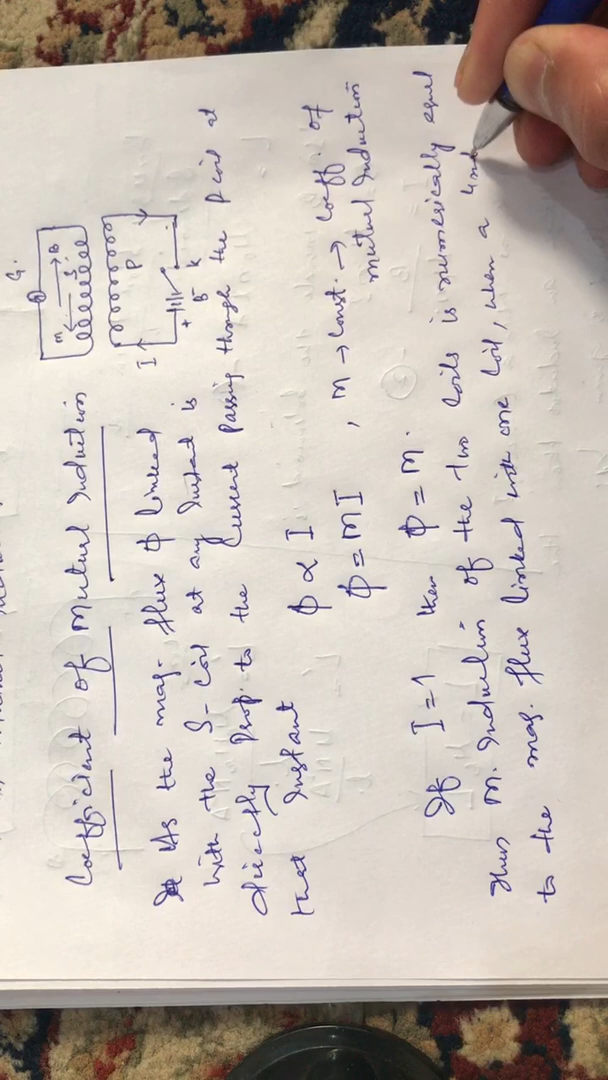 Coefficient of Mutual Induction
G.
m
B
S
P
I
+
B
-
K
As the mag. flux ϕ linked
with the S-coil at any instant is
directly Prop. to the current passing through the P coil at
that instant
ϕ ∝ I
ϕ = MI , M → const. → coeff. of
mutual Induction
If I = 1 then ϕ = M.
Thus M. Induction of the two coils is numerically equal
to the mag. flux linked with one coil, when a